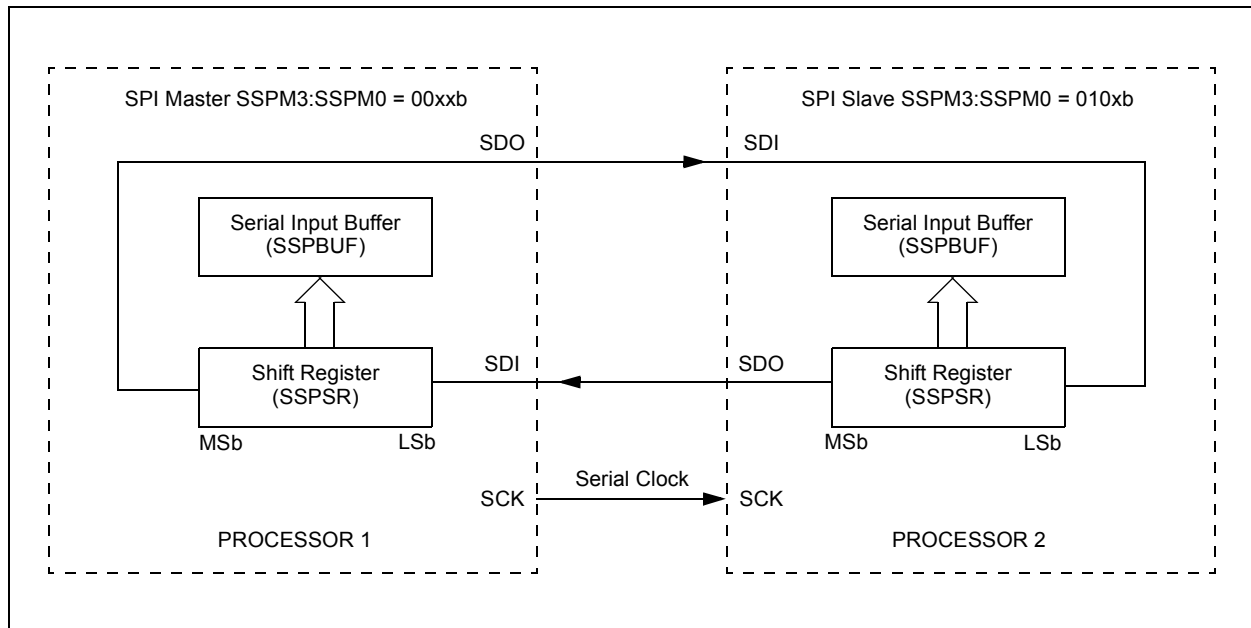 SPI Master SSPM3:SSPM0 = 00xxb
SPI Slave SSPM3:SSPM0 = 010xb
SDO
SDI
Serial Input Buffer
(SSPBUF)
Serial Input Buffer
(SSPBUF)
Shift Register
(SSPSR)
MSb
LSb
SDI
SDO
Shift Register
(SSPSR)
MSb
LSb
SCK
Serial Clock
SCK
PROCESSOR 1
PROCESSOR 2